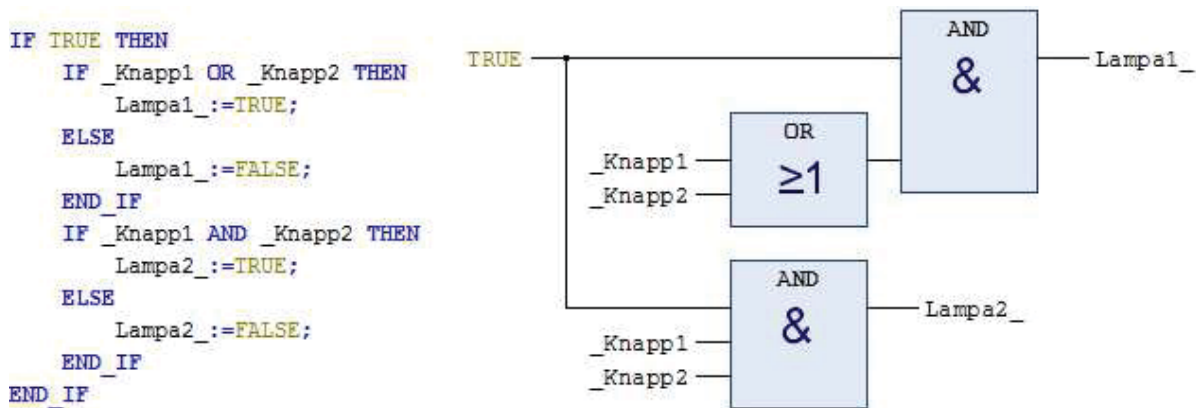 IF TRUE THEN
IF _Knapp1 OR _Knapp2 THEN
Lampa1_:=TRUE;
ELSE
Lampa1_:=FALSE;
END_IF
IF _Knapp1 AND _Knapp2 THEN
Lampa2_:=TRUE;
ELSE
Lampa2_:=FALSE;
END_IF
END_IF
TRUE
AND
&
Lampa1_
OR
≥1
_Knapp1
_Knapp2
AND
&
Lampa2_
_Knapp1
_Knapp2